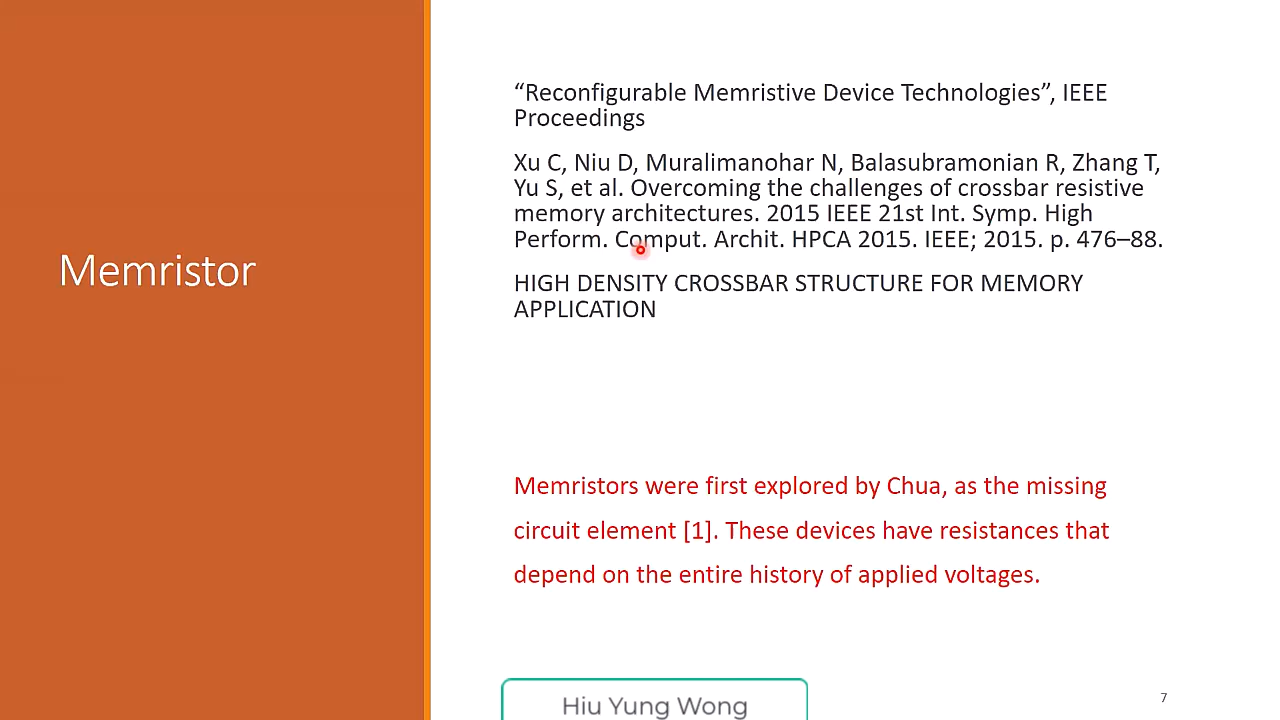 Memristor
“Reconfigurable Memristive Device Technologies”, IEEE
Proceedings
Xu C, Niu D, Muralimanohar N, Balasubramonian R, Zhang T,
Yu S, et al. Overcoming the challenges of crossbar resistive
memory architectures. 2015 IEEE 21st Int. Symp. High
Perform. Comput. Archit. HPCA 2015. IEEE; 2015. p. 476–88.
HIGH DENSITY CROSSBAR STRUCTURE FOR MEMORY
APPLICATION
Memristors were first explored by Chua, as the missing
circuit element [1]. These devices have resistances that
depend on the entire history of applied voltages.
Hiu Yung Wong
7